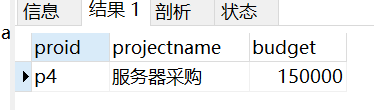 信息 结果 1 剖析 状态
a
proid projectname budget
p4 服务器采购 150000